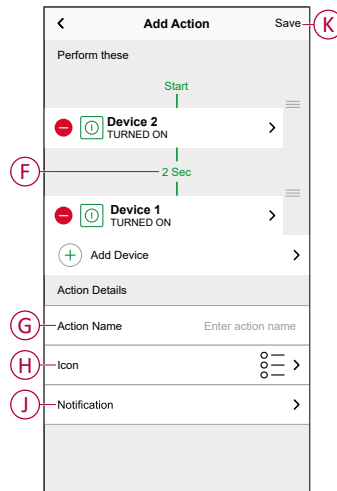 Add Action
Save
K
Perform these
Start
Device 2
TURNED ON
F
2 Sec
Device 1
TURNED ON
Add Device
Action Details
G
Action Name
Enter action name
H
Icon
J
Notification